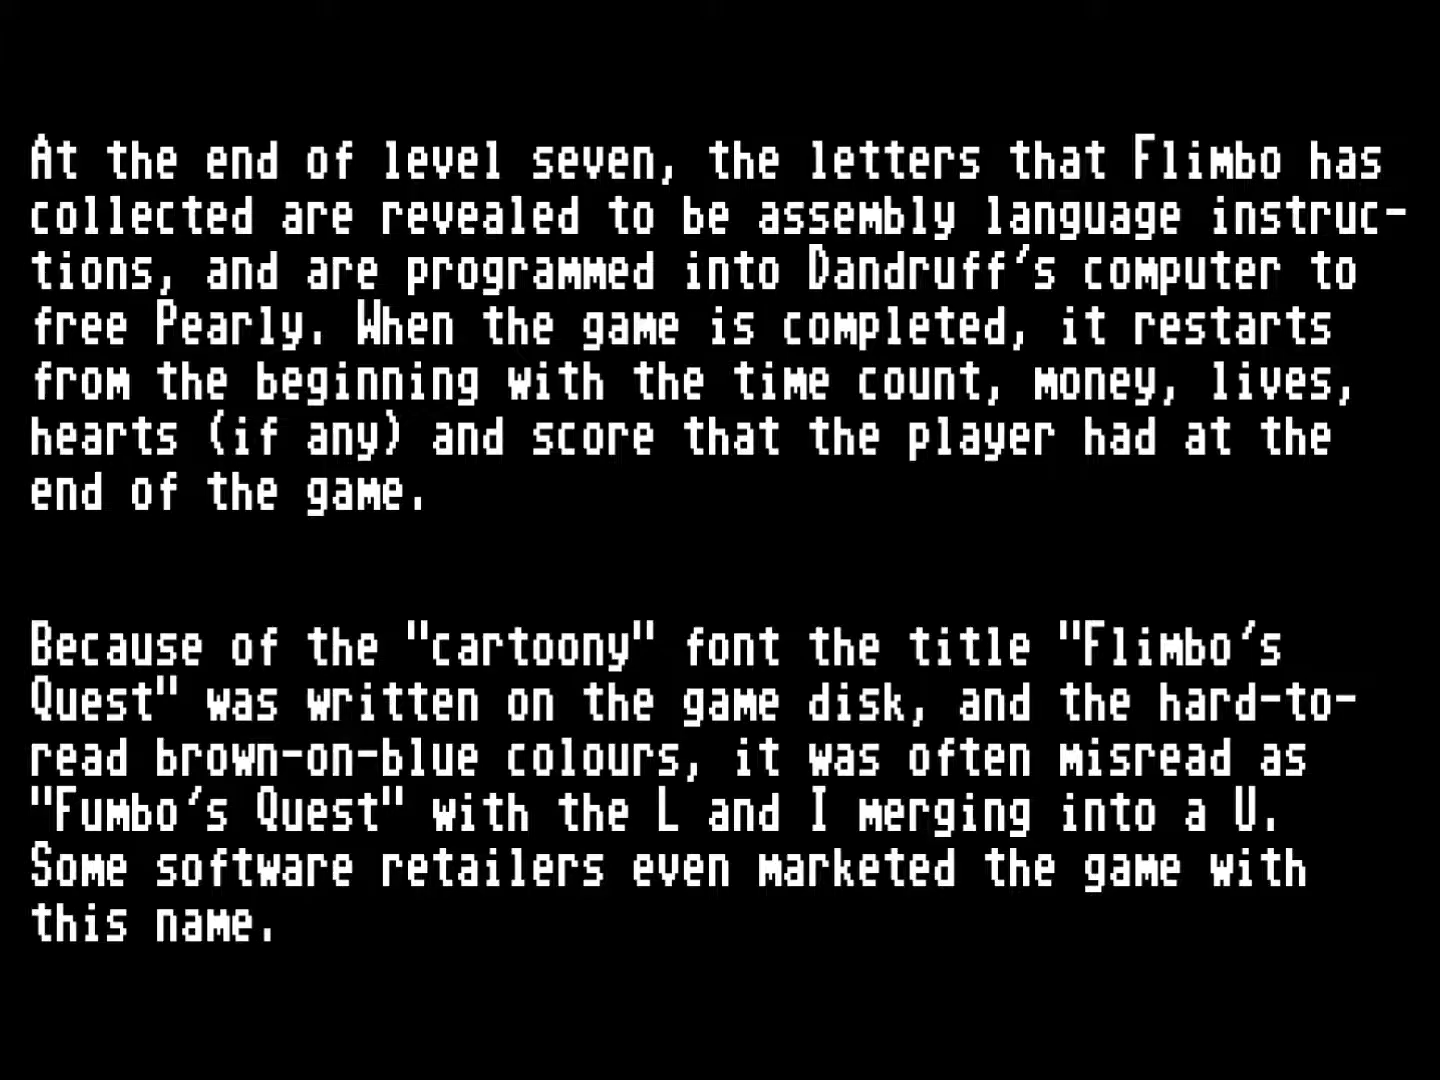 At the end of level seven, the letters that Flimbo has
collected are revealed to be assembly language instruc-
tions, and are programmed into Dandruff's computer to
free Pearly. When the game is completed, it restarts
from the beginning with the time count, money, lives,
hearts (if any) and score that the player had at the
end of the game.
Because of the "cartoony" font the title "Flimbo's
Quest" was written on the game disk, and the hard-to-
read brown-on-blue colours, it was often misread as
"Fumbo's Quest" with the L and I merging into a U.
Some software retailers even marketed the game with
this name.